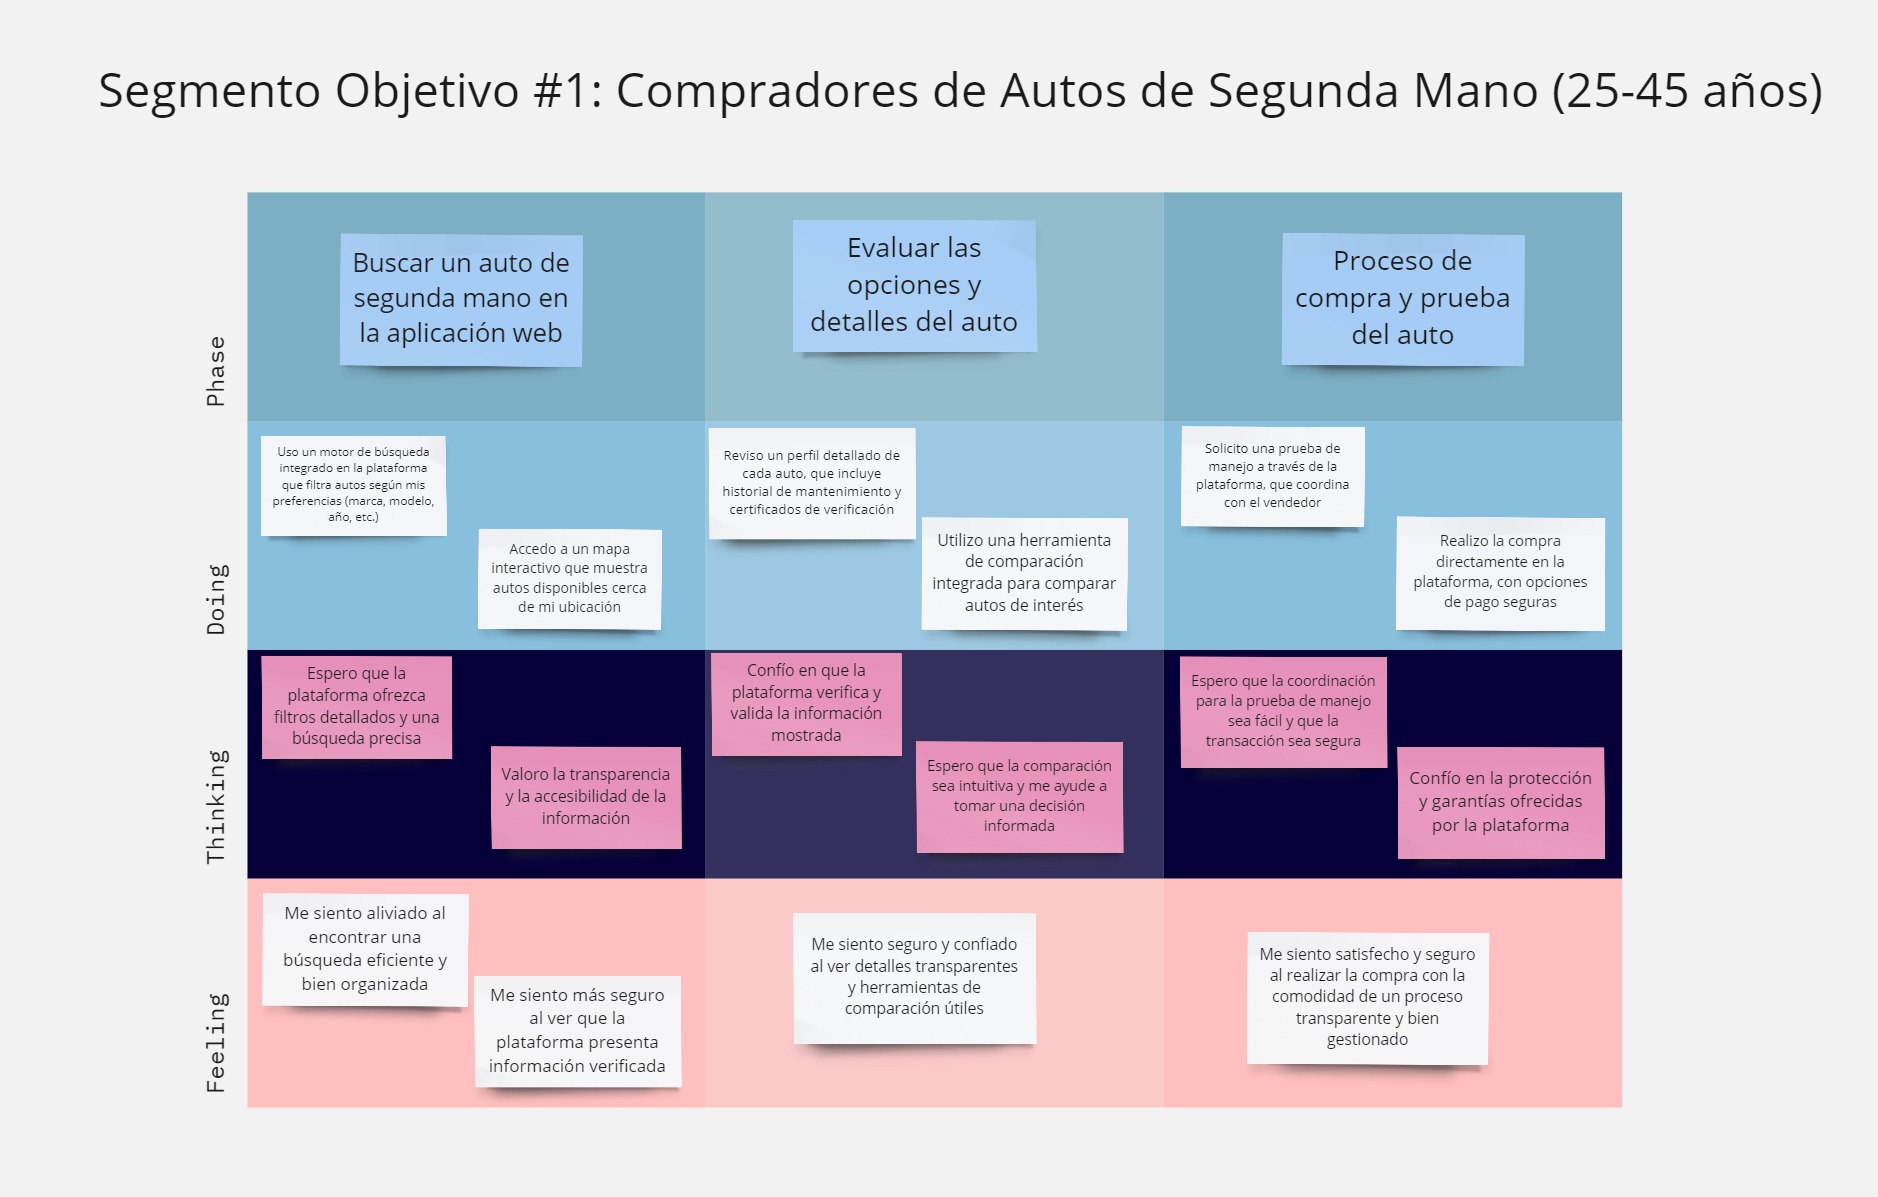 Segmento Objetivo #1: Compradores de Autos de Segunda Mano (25-45 años)
Phase
Buscar un auto de
segunda mano en
la aplicación web
Evaluar las
opciones y
detalles del auto
Proceso de
compra y prueba
del auto
Doing
Uso un motor de búsqueda
integrado en la plataforma
que filtra autos según mis
preferencias (marca, modelo,
año, etc.)
Accedo a un mapa
interactivo que muestra
autos disponibles cerca
de mi ubicación
Reviso un perfil detallado de
cada auto, que incluye
historial de mantenimiento y
certificados de verificación
Utilizo una herramienta
de comparación
integrada para comparar
autos de interés
Solicito una prueba de
manejo a través de la
plataforma, que coordina
con el vendedor
Realizo la compra
directamente en la
plataforma, con opciones
de pago seguras
Thinking
Espero que la
plataforma ofrezca
filtros detallados y una
búsqueda precisa
Valoro la transparencia
y la accesibilidad de la
información
Confío en que la
plataforma verifica y
valida la información
mostrada
Espero que la comparación
sea intuitiva y me ayude a
tomar una decisión
informada
Espero que la coordinación
para la prueba de manejo
sea fácil y que la
transacción sea segura
Confío en la protección
y garantías ofrecidas
por la plataforma
Feeling
Me siento aliviado al
encontrar una
búsqueda eficiente y
bien organizada
Me siento más seguro
al ver que la
plataforma presenta
información verificada
Me siento seguro y confiado
al ver detalles transparentes
y herramientas de
comparación útiles
Me siento satisfecho y seguro
al realizar la compra con la
comodidad de un proceso
transparente y bien
gestionado